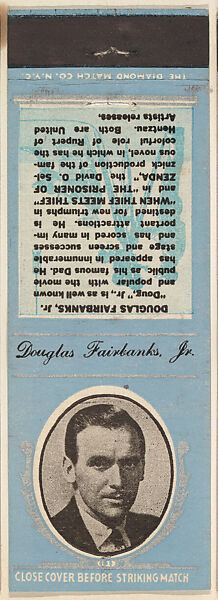 THE DIAMOND MATCH CO. N.Y.C.
DOUGLAS FAIRBANKS, Jr.
"Doug" Jr., is as well known
and popular with the movie
public as his famous Dad. He
has appeared in innumerable
stage and screen successes
and has scored in many im-
portant attractions. He is
destined for new triumphs in
"WHEN THIEF MEETS THIEF"
and in "THE PRISONER OF
ZENDA," the David O. Sel-
znick production of the fam-
ous novel, in which he has the
colorful role of Rupert of
Hentzau. Both are United
Artists releases.
Douglas Fairbanks, Jr.
CLOSE COVER BEFORE STRIKING MATCH